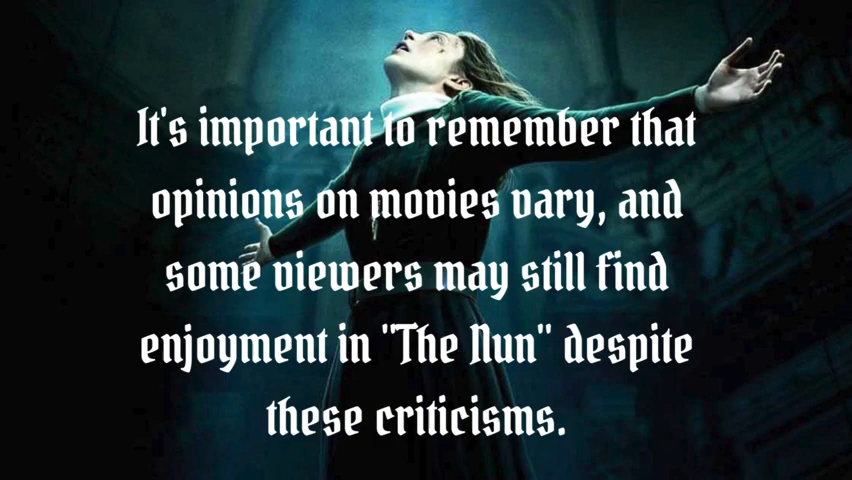 It's important to remember that
opinions on movies vary, and
some viewers may still find
enjoyment in "The Nun" despite
these criticisms.